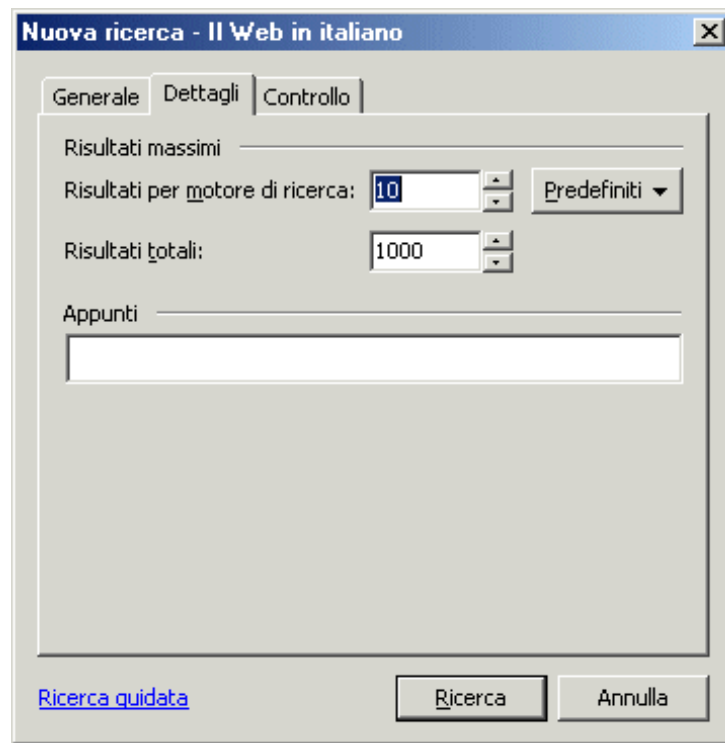 Nuova ricerca - Il Web in italiano
Generale Dettagli Controllo
Risultati massimi
Risultati per motore di ricerca: 10 Predefiniti
Risultati totali: 1000
Appunti
Ricerca guidata Ricerca Annulla